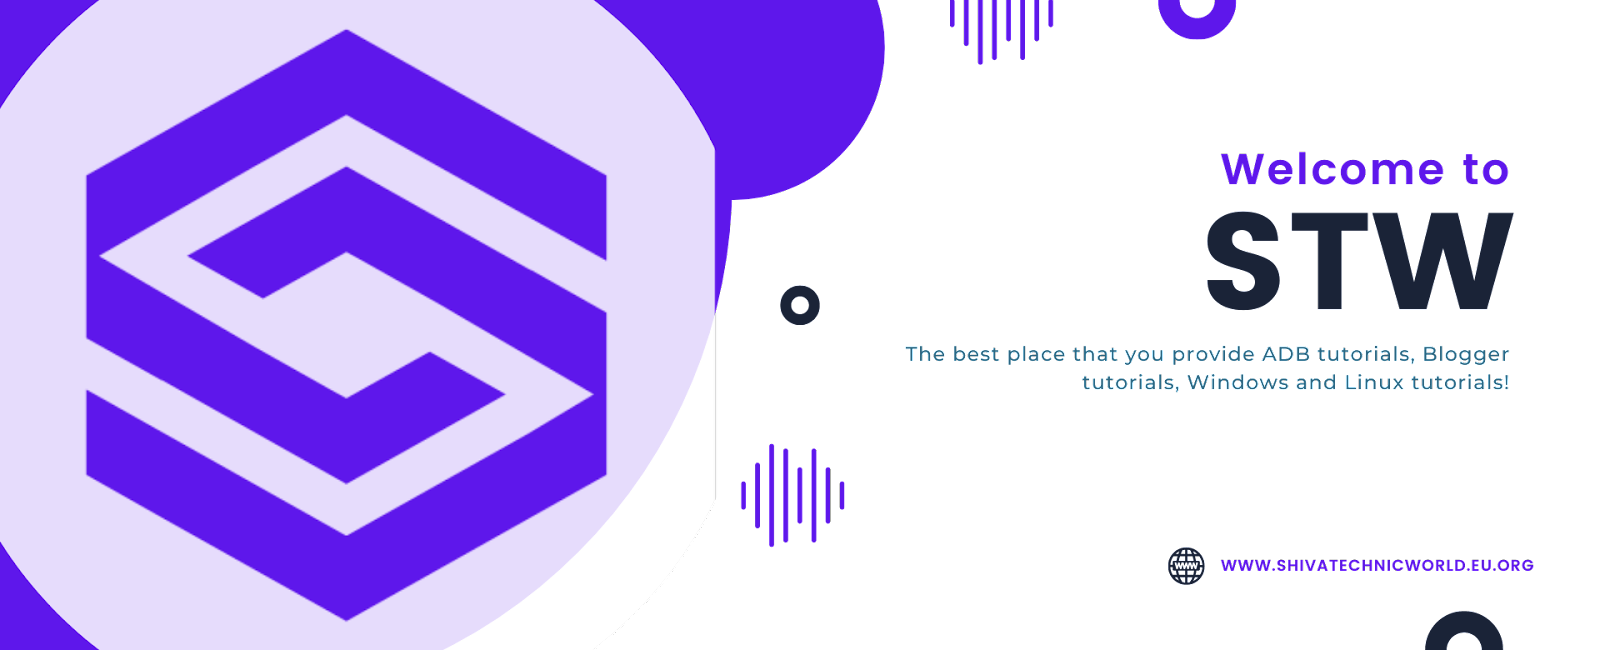 Welcome to
STW
The best place that you provide ADB tutorials, Blogger
tutorials, Windows and Linux tutorials!
WWW
WWW.SHIVATECHNICWORLD.EU.ORG